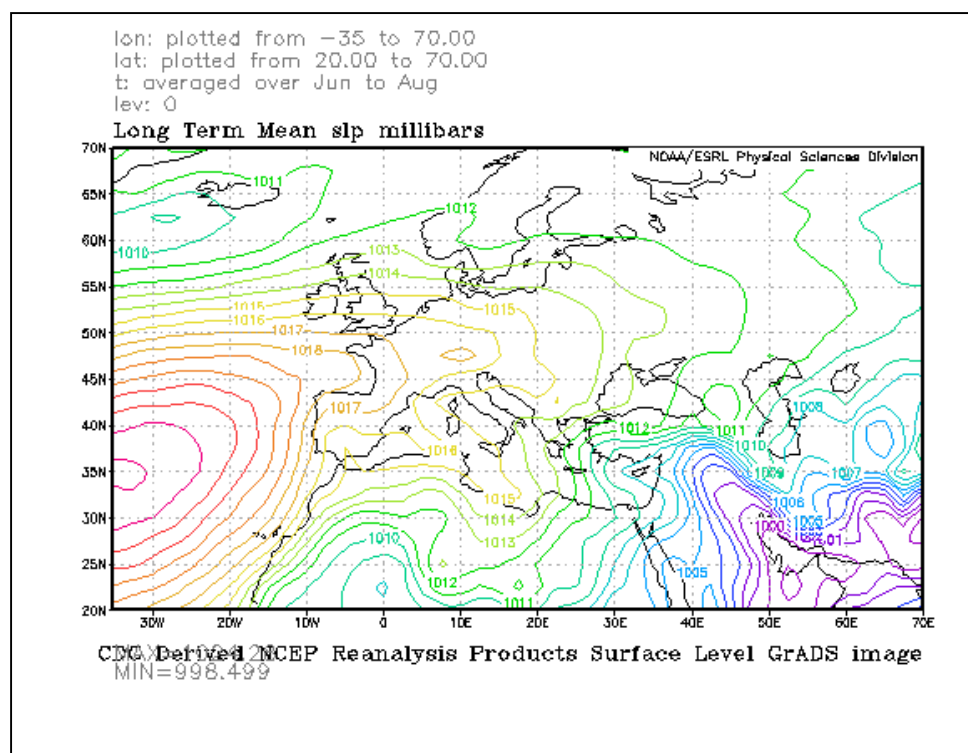 lon: plotted from -35 to 70.00
lat: plotted from 20.00 to 70.00
t: averaged over Jun to Aug
lev: 0
Long Term Mean slp millibars
NOAA/ESRL Physical Sciences Division
70N
65N
60N
55N
50N
45N
40N
35N
30N
25N
20N
1011
1012
1010
1013
1014
1015
1015
1016
1017
1018
1017
1008
1012
1011
1010
1016
1009
1007
1015
1006
1014
1000
1005
1010
1013
1005
1012
1011
30W
20W
10W
0
10E
20E
30E
40E
50E
60E
70E
CDC Derived NCEP Reanalysis Products Surface Level GrADS image
MIN=998.499